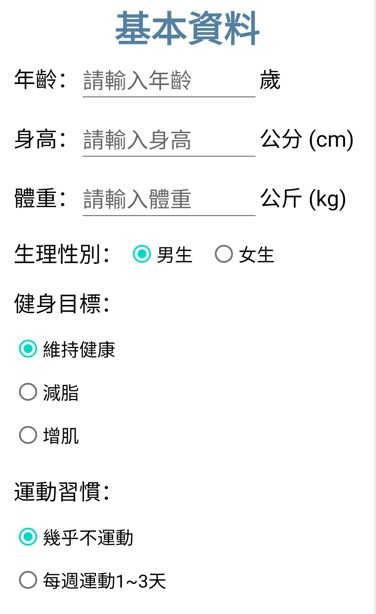 基本資料
年齡： 請輸入年齡 歲
身高： 請輸入身高 公分 (cm)
體重： 請輸入體重 公斤 (kg)
生理性別： 男生 女生
健身目標：
維持健康
減脂
增肌
運動習慣：
幾乎不運動
每週運動1~3天